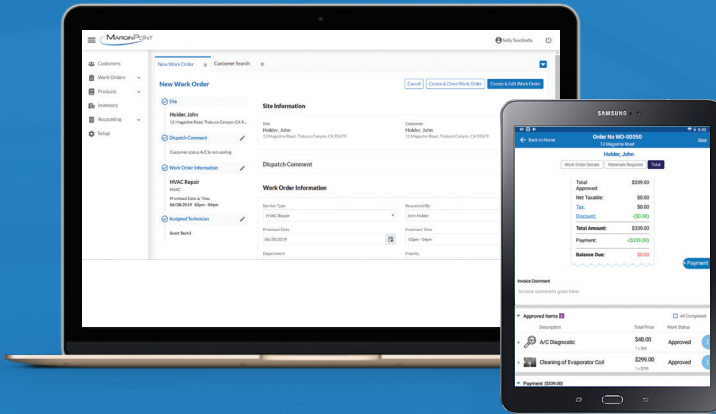 MARGINPOINT
Sally Swoboda
Customers
Work Orders
Products
Inventory
Accounting
Setup
New Work Order
Customer Search
New Work Order
Cancel
Create & Close Work Order
Create & Edit Work Order
Site
Holder, John
12 Magazine Road, Trabuco Canyon, CA 9...
Dispatch Comment
Customer status A/C is not cooling
Work Order Information
HVAC Repair
HVAC
Promised Date & Time
06/28/2019 02pm - 04pm
Assigned Technician
Scott Tech3
Site Information
Site
Holder, John
12 Magazine Road, Trabuco Canyon, CA 92679
Customer
Holder, John
12 Magazine Road, Trabuco Canyon, CA 92679
Dispatch Comment
Work Order Information
Service Type
HVAC Repair
Requested By
John Holder
Promised Date
06/28/2019
Promised Time
02pm - 04pm
Department
Priority
SAMSUNG
5:42
Back to Home
Order No WO-00050
12 Magazine Road
Save
Holder, John
Work Order Details
Materials Required
Total
Total Approved: $339.00
Net Taxable: $0.00
Tax: $0.00
Discount: -($0.00)
Total Amount: $339.00
Payment: -($339.00)
Balance Due: $0.00
+ Payment
Invoice Comment
Invoice comment goes here
Approved Items 2
All Completed
Description Total Price Work Status
A/C Diagnostic $40.00 Approved
1 x $40
Cleaning of Evaporator Coil $299.00 Approved
1 x $299
Payment ($339.00)